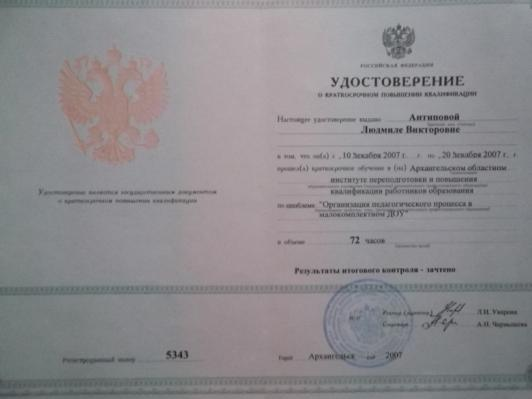 Удостоверение является государственным документом
о краткосрочном повышении квалификации
Регистрационный номер 5343
РОССИЙСКАЯ ФЕДЕРАЦИЯ
УДОСТОВЕРЕНИЕ
О КРАТКОСРОЧНОМ ПОВЫШЕНИИ КВАЛИФИКАЦИИ
Настоящее удостоверение выдано Антиповой
Людмиле Викторовне
в том, что он(а) с „10 декабря 2007 г. г. по „20 декабря 2007 г.
прошел(а) краткосрочное обучение в (на) Архангельском областном
институте переподготовки и повышения
квалификации работников образования
по проблеме "Организация педагогического процесса в
малокомплектном ДОУ"
в объеме 72 часов
Результаты итогового контроля - зачтено
Ректор (директор) Л.И. Уварова
Секретарь А.П. Чернышева
Город Архангельск год 2007